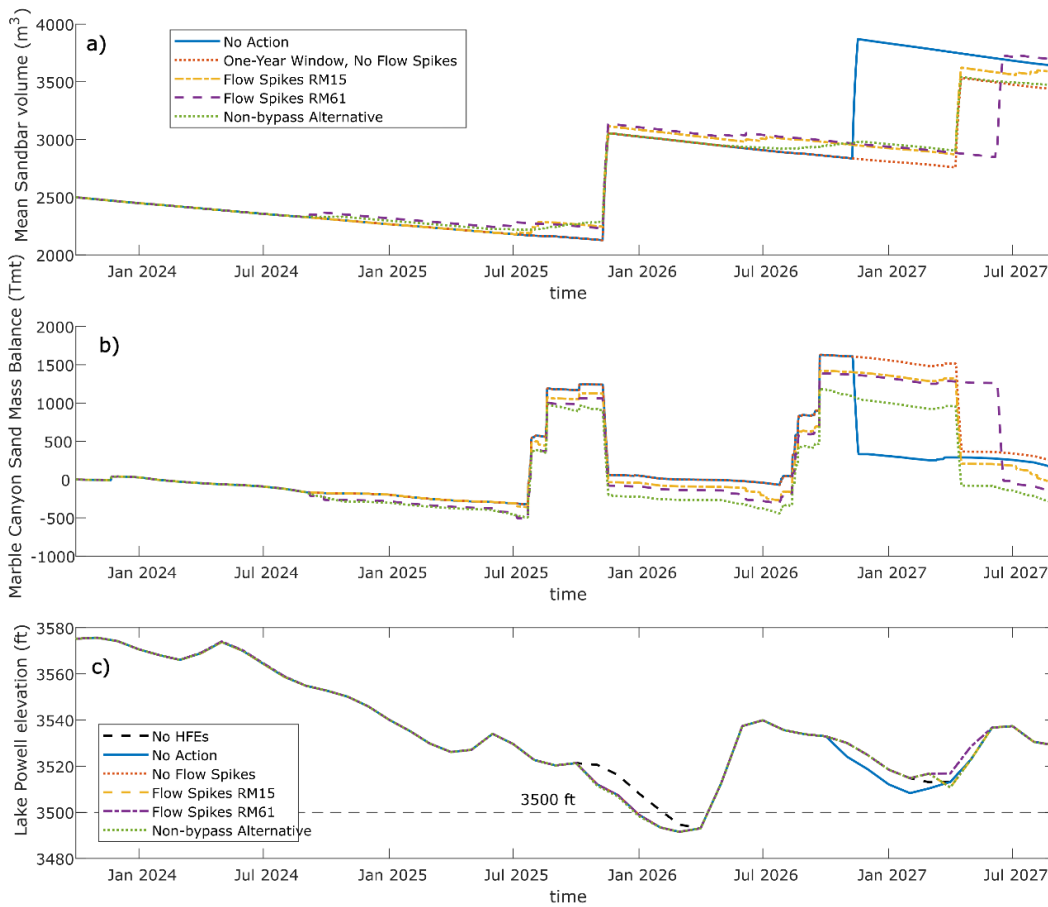 a)
Mean Sandbar volume (m³)
4000
3500
3000
2500
2000
No Action
One-Year Window, No Flow Spikes
Flow Spikes RM15
Flow Spikes RM61
Non-bypass Alternative
Jan 2024
Jul 2024
Jan 2025
Jul 2025
Jan 2026
Jul 2026
Jan 2027
Jul 2027
time
b)
Marble Canyon Sand Mass Balance (Tmt)
2000
1500
1000
500
0
-500
-1000
Jan 2024
Jul 2024
Jan 2025
Jul 2025
Jan 2026
Jul 2026
Jan 2027
Jul 2027
time
c)
Lake Powell elevation (ft)
3580
3560
3540
3520
3500
3480
No HFEs
No Action
No Flow Spikes
Flow Spikes RM15
Flow Spikes RM61
Non-bypass Alternative
3500 ft
Jan 2024
Jul 2024
Jan 2025
Jul 2025
Jan 2026
Jul 2026
Jan 2027
Jul 2027
time